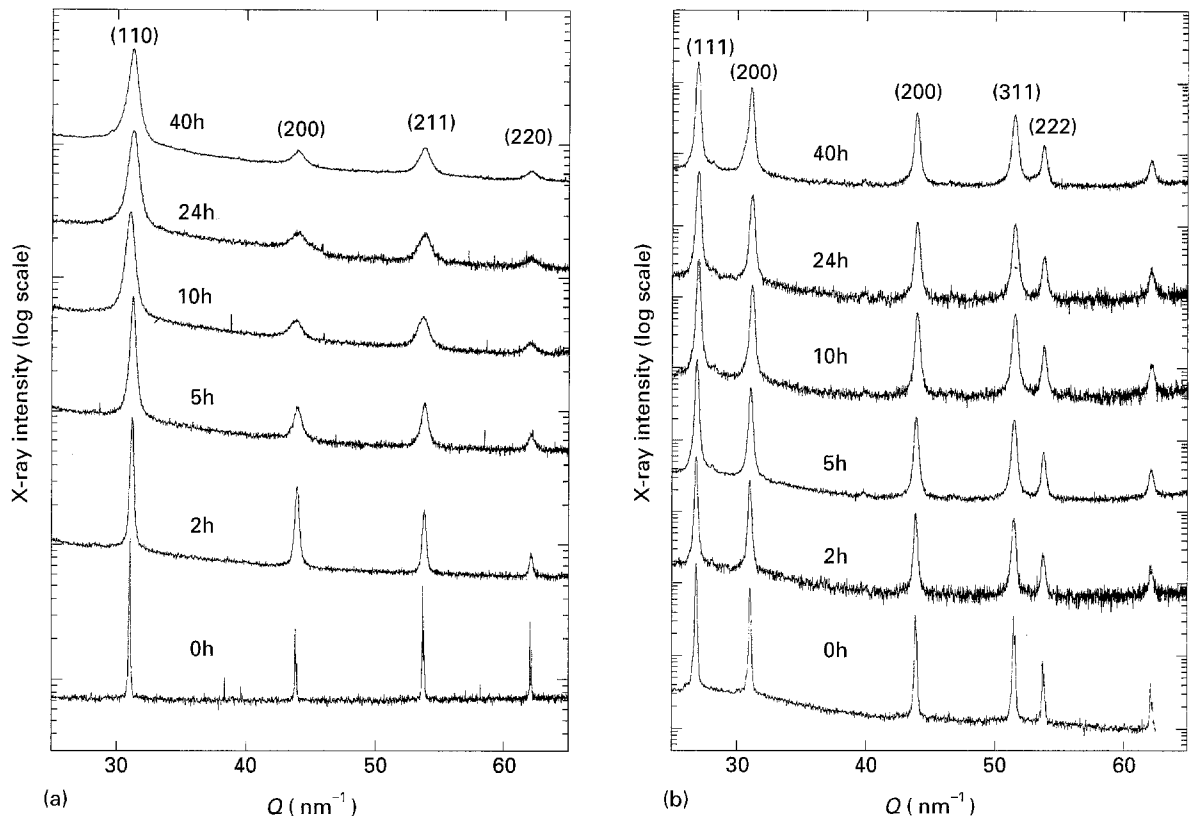 X-ray intensity (log scale)
(110)
(200)
(211)
(220)
40h
24h
10h
5h
2h
0h
30 40 50 60
(a)
Q ( nm⁻¹)
X-ray intensity (log scale)
(111)
(200)
(200)
(311)
(222)
40h
24h
10h
5h
2h
0h
30 40 50 60
(b)
Q ( nm⁻¹)